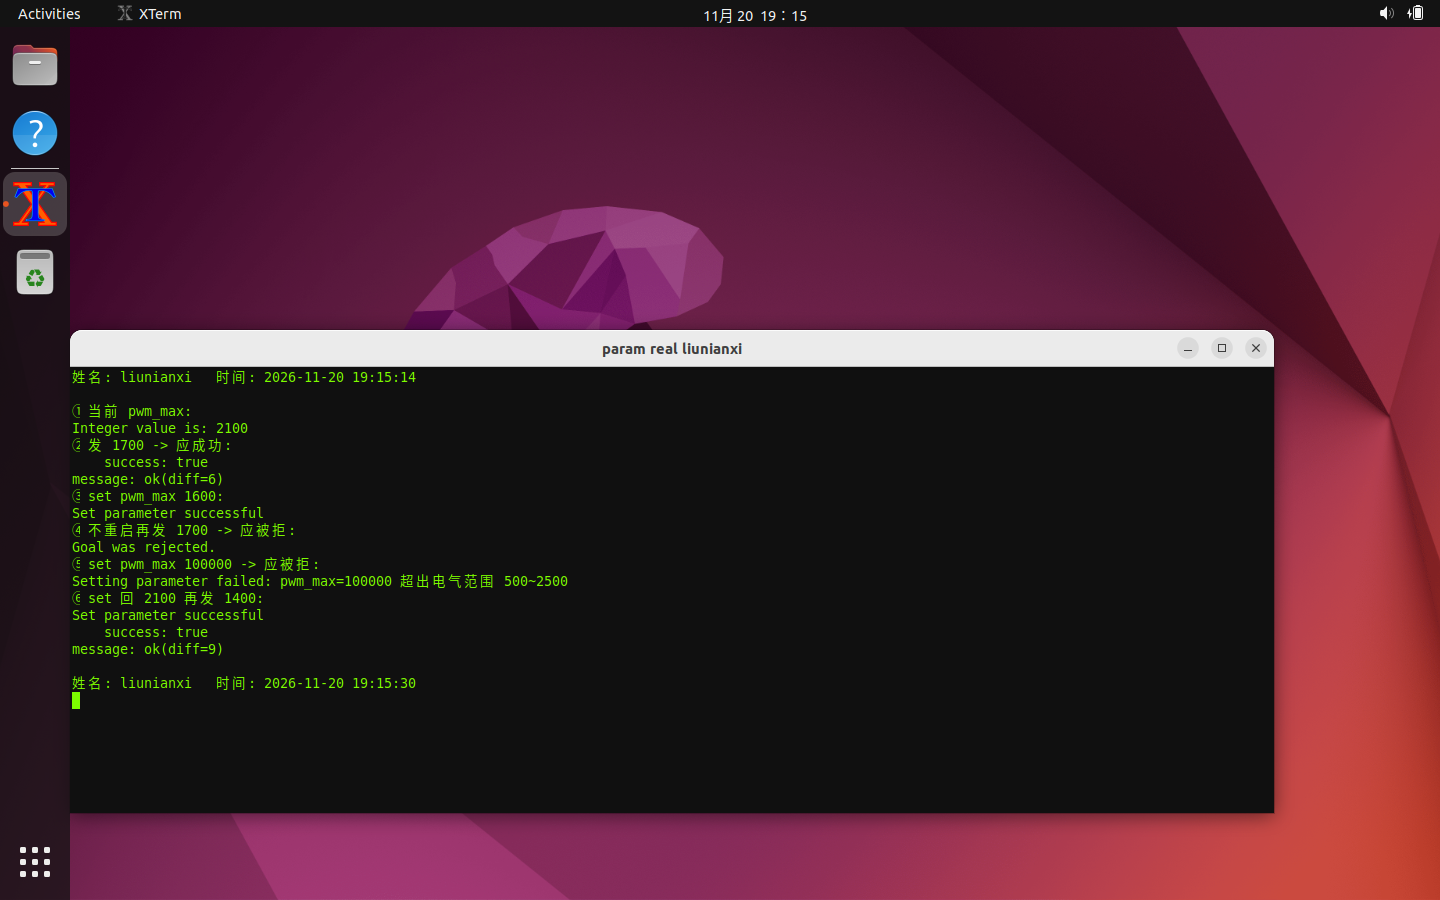 Activities
XTerm
11月 20 19：15
param real liunianxi
姓名: liunianxi 时间: 2026-11-20 19:15:14
① 当前 pwm_max:
Integer value is: 2100
② 发 1700 -> 应成功:
success: true
message: ok(diff=6)
③ set pwm_max 1600:
Set parameter successful
④ 不重启再发 1700 -> 应被拒:
Goal was rejected.
⑤ set pwm_max 100000 -> 应被拒:
Setting parameter failed: pwm_max=100000 超出电气范围 500~2500
⑥ set 回 2100 再发 1400:
Set parameter successful
success: true
message: ok(diff=9)
姓名: liunianxi 时间: 2026-11-20 19:15:30